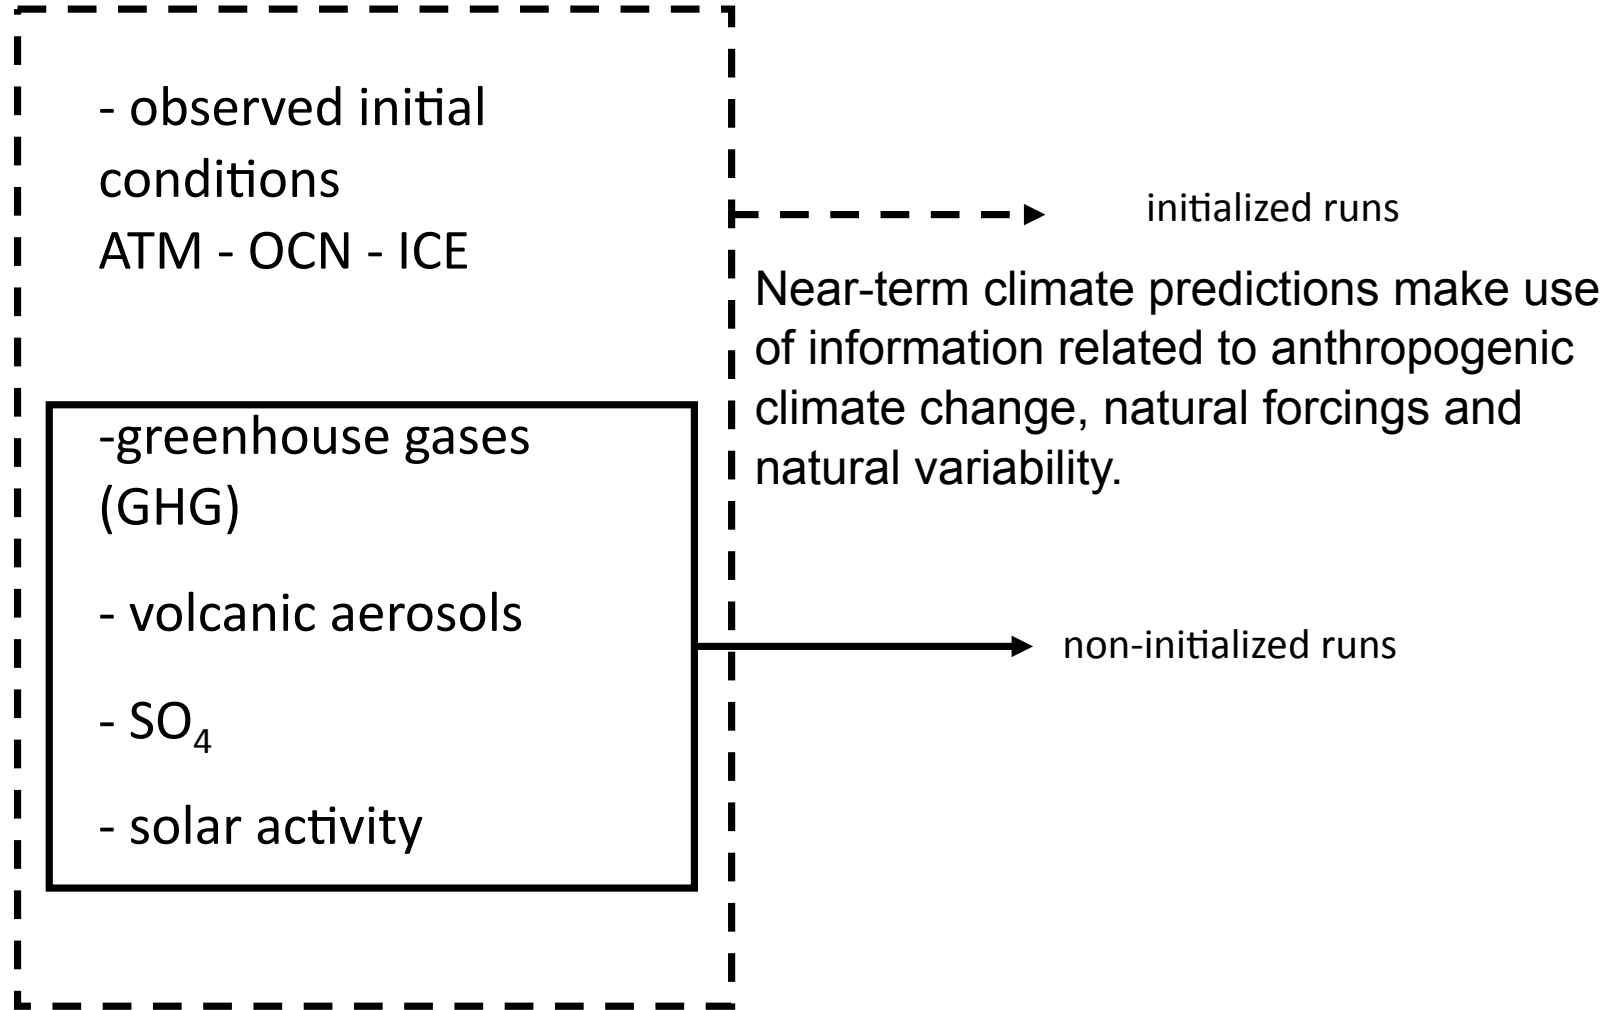 - observed initial
conditions
ATM - OCN - ICE
-greenhouse gases
(GHG)
- volcanic aerosols
- SO₄
- solar activity
initialized runs
Near-term climate predictions make use
of information related to anthropogenic
climate change, natural forcings and
natural variability.
non-initialized runs